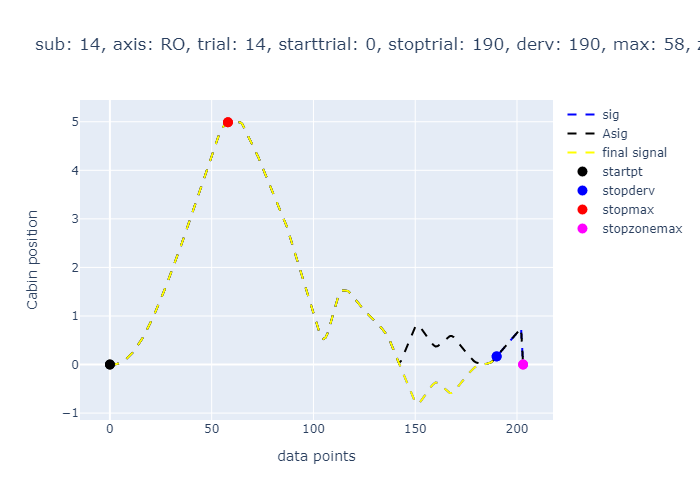 sub: 14, axis: RO, trial: 14, starttrial: 0, stoptrial: 190, derv: 190, max: 58,
sig
Asig
final signal
startpt
stopderv
stopmax
stopzonemax
Cabin position
5
4
3
2
1
0
−1
0
50
100
150
200
data points